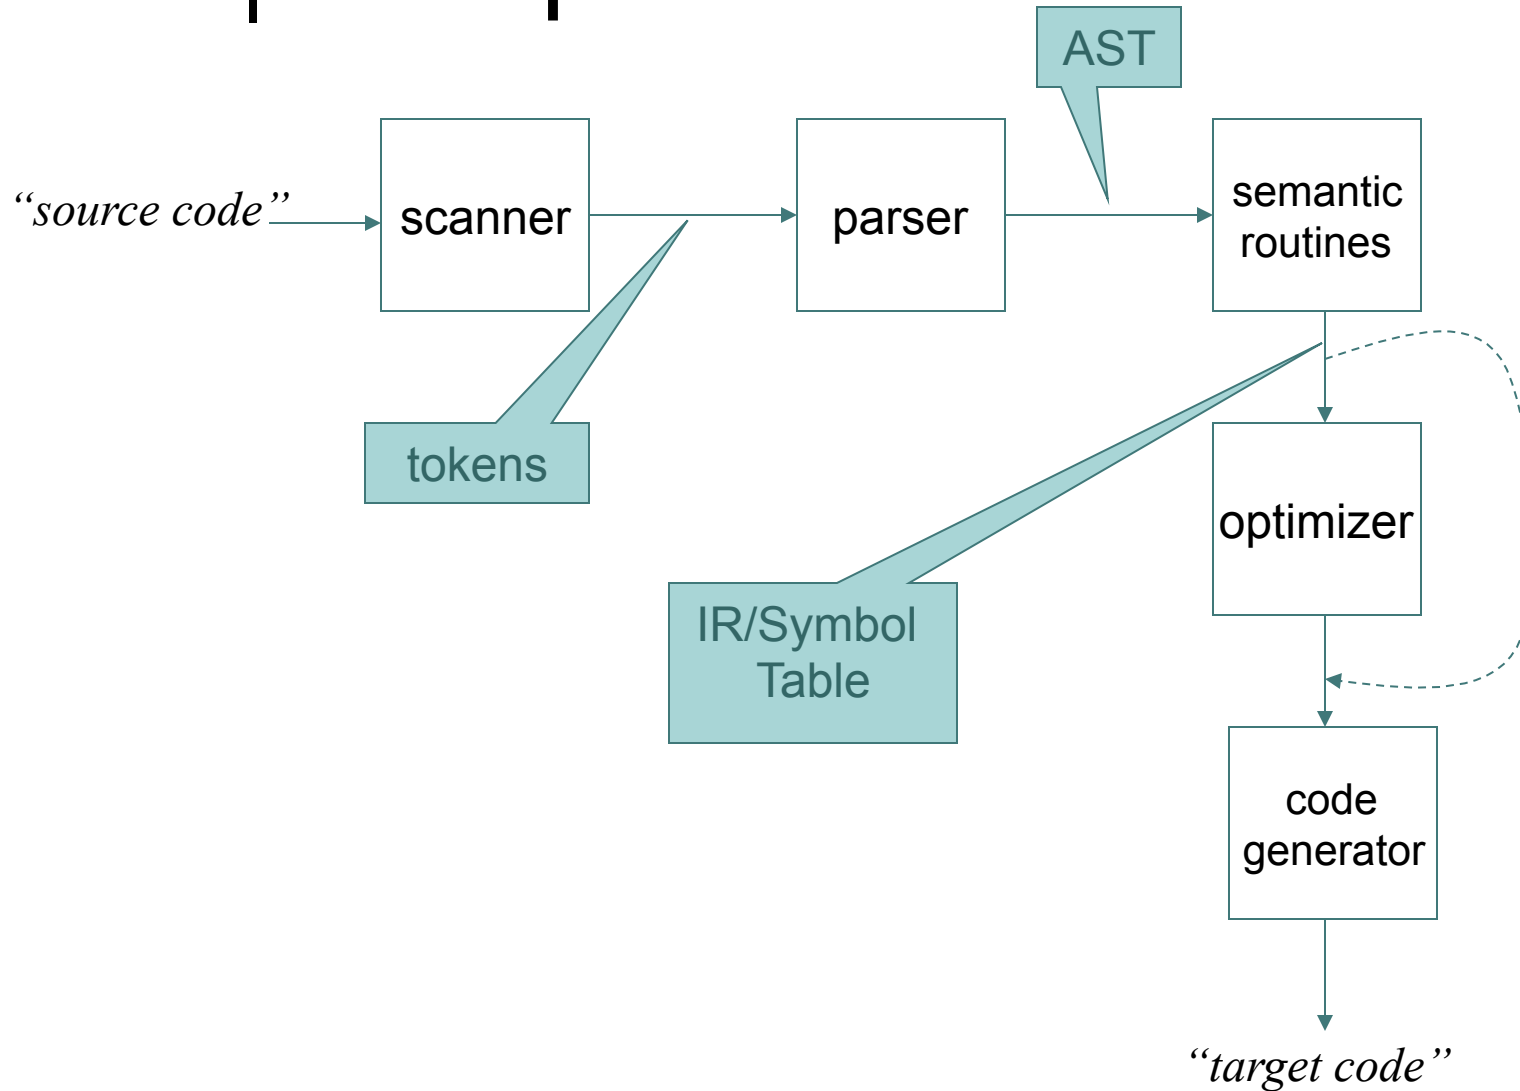 AST
“source code”
scanner
parser
semantic
routines
tokens
optimizer
IR/Symbol
Table
code
generator
“target code”